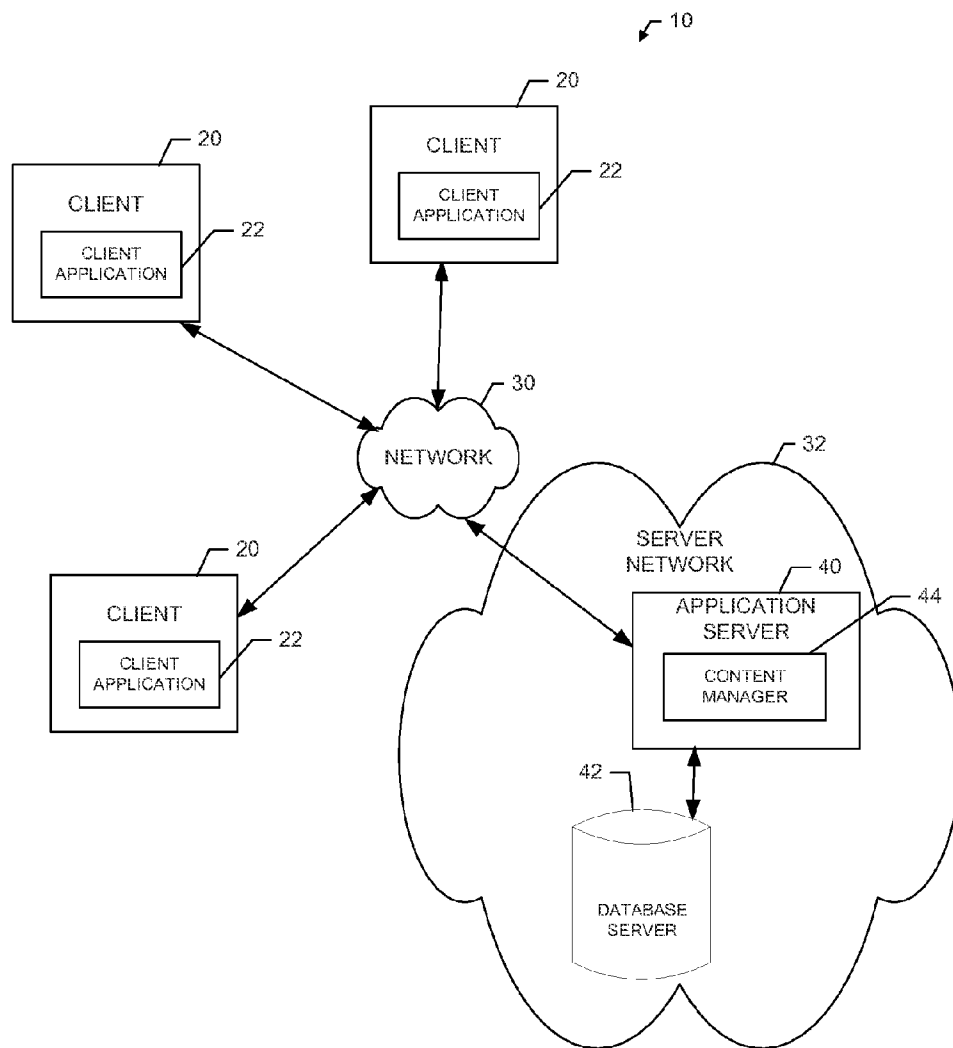 10
20
CLIENT
CLIENT
APPLICATION
22
20
CLIENT
CLIENT
APPLICATION
22
30
NETWORK
32
SERVER
NETWORK
20
CLIENT
CLIENT
APPLICATION
22
40
APPLICATION
SERVER
44
CONTENT
MANAGER
42
DATABASE
SERVER